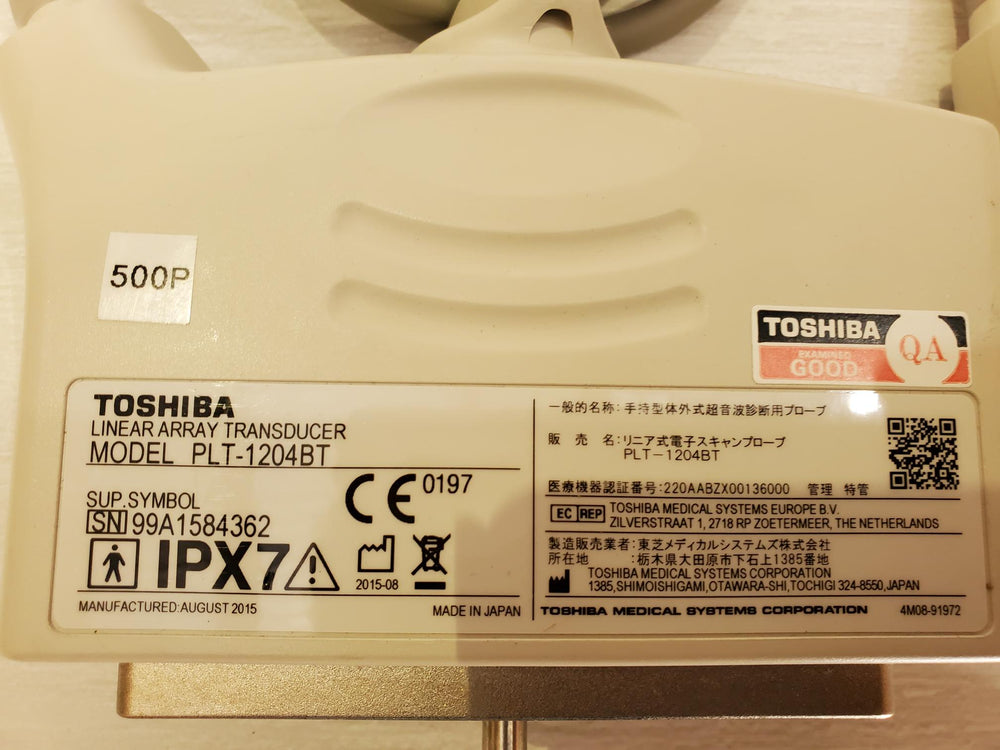 500P
TOSHIBA
EXAMINED
GOOD
QA
TOSHIBA
LINEAR ARRAY TRANSDUCER
MODEL PLT-1204BT
SUP.SYMBOL
SN 99A1584362
CE 0197
IPX7
2015-08
MANUFACTURED:AUGUST 2015
MADE IN JAPAN
一般的名称:手持型体外式超音波診断用プローブ
販売名:リニア式電子スキャンプローブ
PLT-1204BT
医療機器認証番号:220AABZX00136000 管理 特管
EC REP TOSHIBA MEDICAL SYSTEMS EUROPE B.V.
ZILVERSTRAAT 1, 2718 RP ZOETERMEER, THE NETHERLANDS
製造販売業者:東芝メディカルシステムズ株式会社
所在地:栃木県大田原市下石上1385番地
TOSHIBA MEDICAL SYSTEMS CORPORATION
1385,SHIMOISHIGAMI,OTAWARA-SHI,TOCHIGI 324-8550,JAPAN
TOSHIBA MEDICAL SYSTEMS CORPORATION
4M08-91972